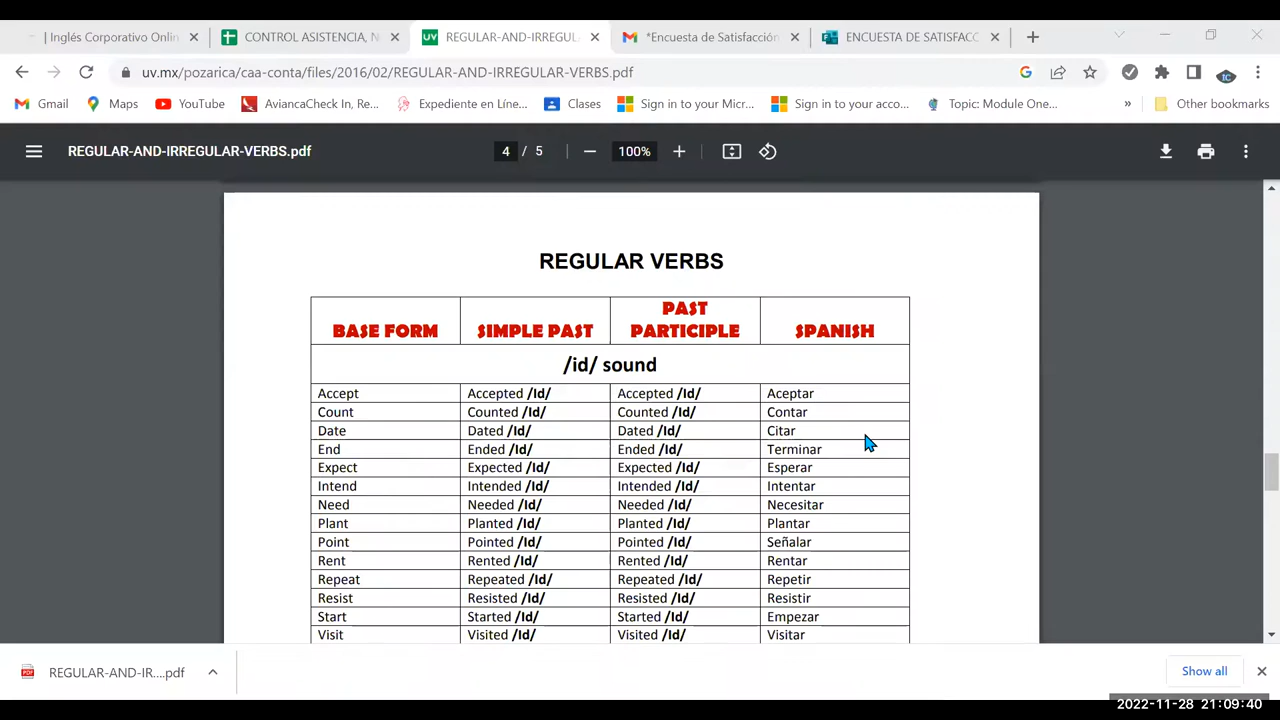 | Inglés Corporativo Onlin
CONTROL ASISTENCIA, N
REGULAR-AND-IRREGUL
*Encuesta de Satisfacción
ENCUESTA DE SATISFACC
uv.mx/pozarica/caa-conta/files/2016/02/REGULAR-AND-IRREGULAR-VERBS.pdf
Gmail Maps YouTube AviancaCheck In, Re... Expediente en Líne... Clases Sign in to your Micr... Sign in to your acco... Topic: Module One... » Other bookmarks
REGULAR-AND-IRREGULAR-VERBS.pdf 4 / 5 100%
REGULAR VERBS
BASE FORM SIMPLE PAST PAST PARTICIPLE SPANISH
/id/ sound
Accept Accepted /Id/ Accepted /Id/ Aceptar
Count Counted /Id/ Counted /Id/ Contar
Date Dated /Id/ Dated /Id/ Citar
End Ended /Id/ Ended /Id/ Terminar
Expect Expected /Id/ Expected /Id/ Esperar
Intend Intended /Id/ Intended /Id/ Intentar
Need Needed /Id/ Needed /Id/ Necesitar
Plant Planted /Id/ Planted /Id/ Plantar
Point Pointed /Id/ Pointed /Id/ Señalar
Rent Rented /Id/ Rented /Id/ Rentar
Repeat Repeated /Id/ Repeated /Id/ Repetir
Resist Resisted /Id/ Resisted /Id/ Resistir
Start Started /Id/ Started /Id/ Empezar
Visit Visited /Id/ Visited /Id/ Visitar
REGULAR-AND-IR....pdf Show all
2022-11-28 21:09:40